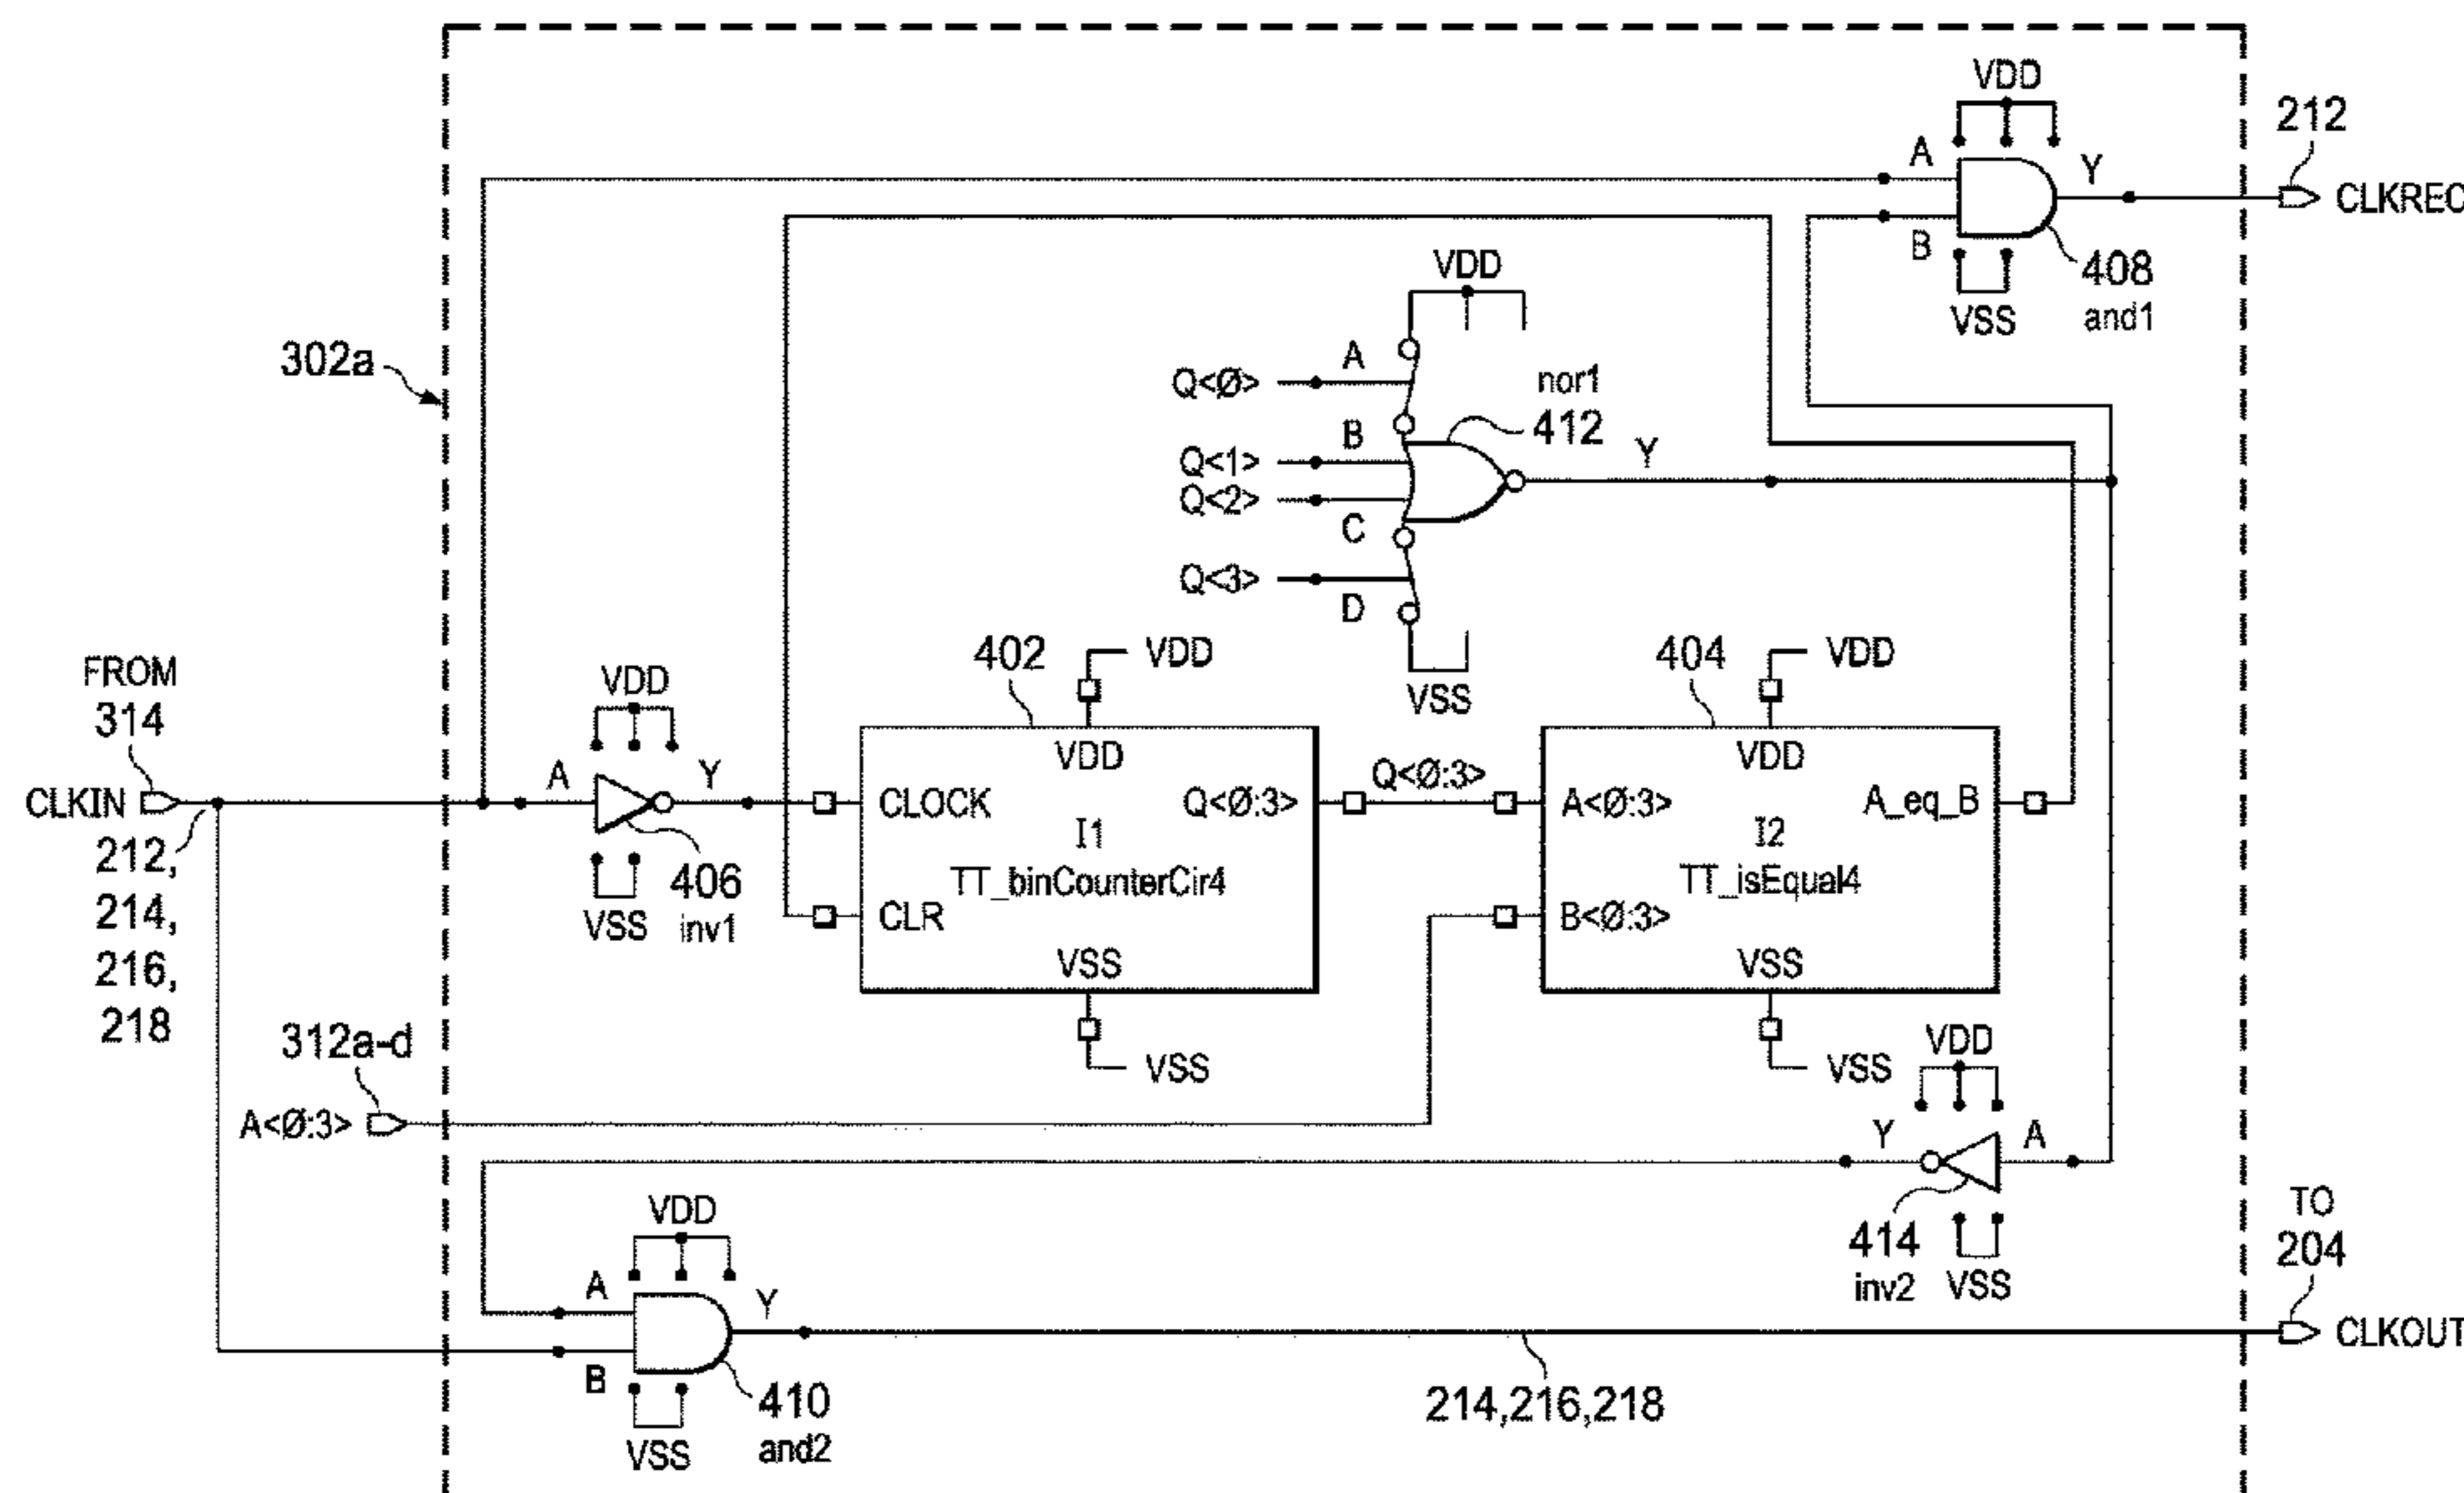 VDD
212
A
Y
CLKREC
B
408
and1
VSS
VDD
302a
A
Q<Ø>
nor1
412
B
Q<1>
Y
Q<2>
C
Q<3>
D
VSS
402
VDD
404
VDD
FROM
314
CLKIN
212,
214,
216,
218
VDD
A
Y
406
inv1
VSS
VDD
CLOCK
Q<Ø:3>
I1
TT_binCounterCir4
CLR
VSS
VSS
Q<Ø:3>
VDD
A<Ø:3>
A_eq_B
I2
TT_isEqual4
B<Ø:3>
VSS
VSS
312a-d
A<Ø:3>
VDD
Y
A
414
inv2
VSS
TO
204
CLKOUT
VDD
A
Y
B
410
and2
VSS
214,216,218